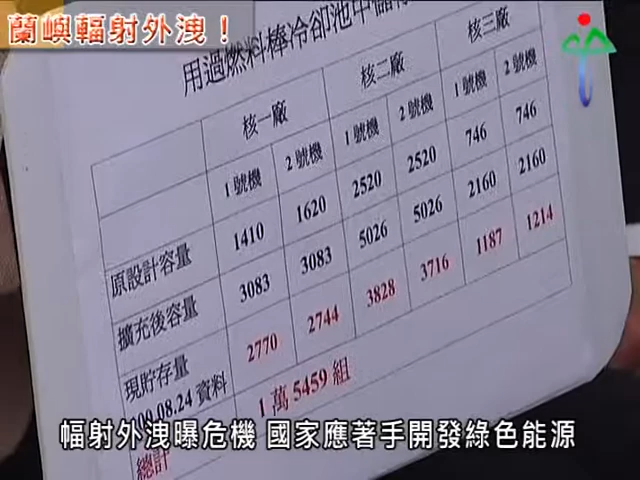 蘭嶼輻射外洩！
用過燃料棒冷卻池中儲
核一廠 核二廠 核三廠
1號機 2號機 1號機 2號機 1號機 2號機
原設計容量 1410 1620 2520 2520 746 746
擴充後容量 3083 3083 5026 5026 2160 2160
現貯存量 2770 2744 3828 3716 1187 1214
100.08.24 資料
總計 1萬5459組
幅射外洩曝危機 國家應著手開發綠色能源